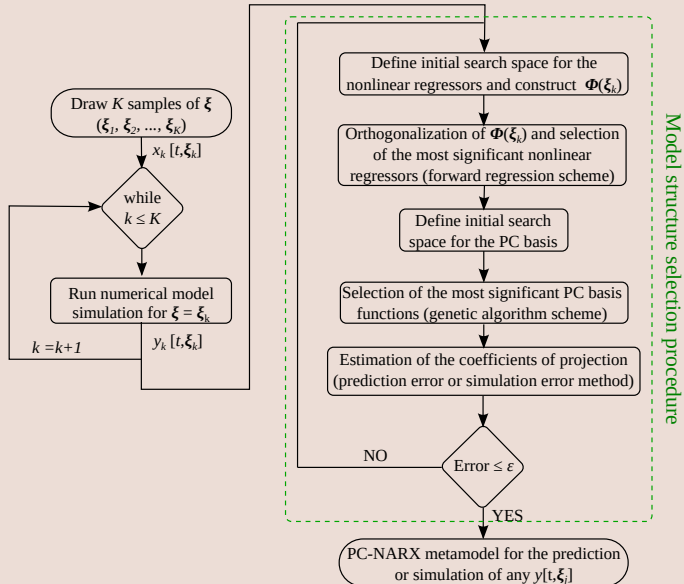 Draw K samples of ξ
(ξ1, ξ2, ..., ξK)
xk [t,ξk]
while
k ≤ K
Run numerical model
simulation for ξ = ξk
yk [t,ξk]
k =k+1
Define initial search space for the
nonlinear regressors and construct Φ(ξk)
Orthogonalization of Φ(ξk) and selection
of the most significant nonlinear
regressors (forward regression scheme)
Define initial search
space for the PC basis
Selection of the most significant PC basis
functions (genetic algorithm scheme)
Estimation of the coefficients of projection
(prediction error or simulation error method)
NO
Error ≤ ε
YES
PC-NARX metamodel for the prediction
or simulation of any y[t,ξj]
Model structure selection procedure